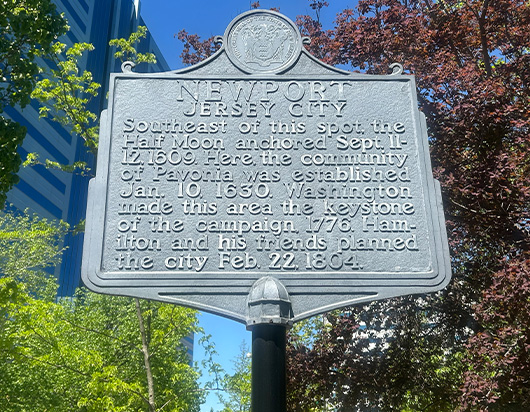 NEWPORT
JERSEY CITY
Southeast of this spot, the
Half Moon anchored Sept. 11-
12, 1609. Here, the community
of Pavonia was established
Jan. 10, 1630. Washington
made this area the keystone
of the campaign, 1776. Ham-
ilton and his friends planned
the city Feb. 22, 1804.